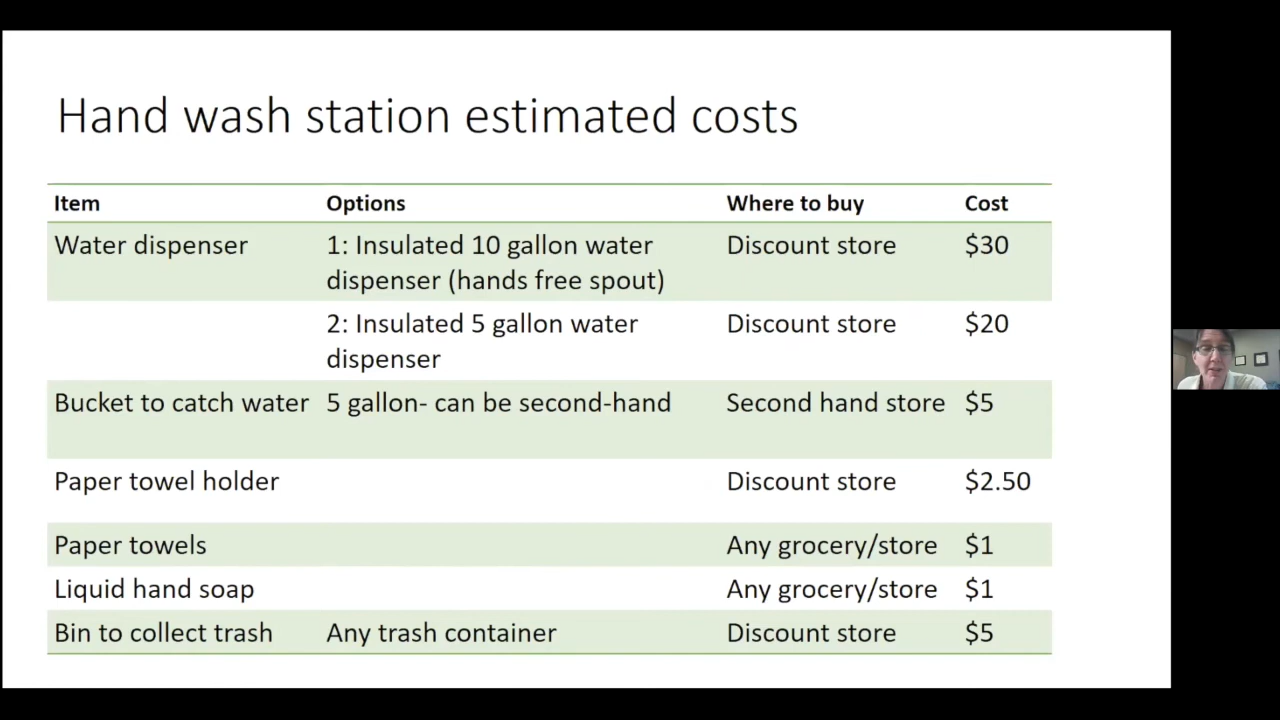 Hand wash station estimated costs
Item Options Where to buy Cost
Water dispenser 1: Insulated 10 gallon water Discount store $30
dispenser (hands free spout)
2: Insulated 5 gallon water Discount store $20
dispenser
Bucket to catch water 5 gallon- can be second-hand Second hand store $5
Paper towel holder Discount store $2.50
Paper towels Any grocery/store $1
Liquid hand soap Any grocery/store $1
Bin to collect trash Any trash container Discount store $5